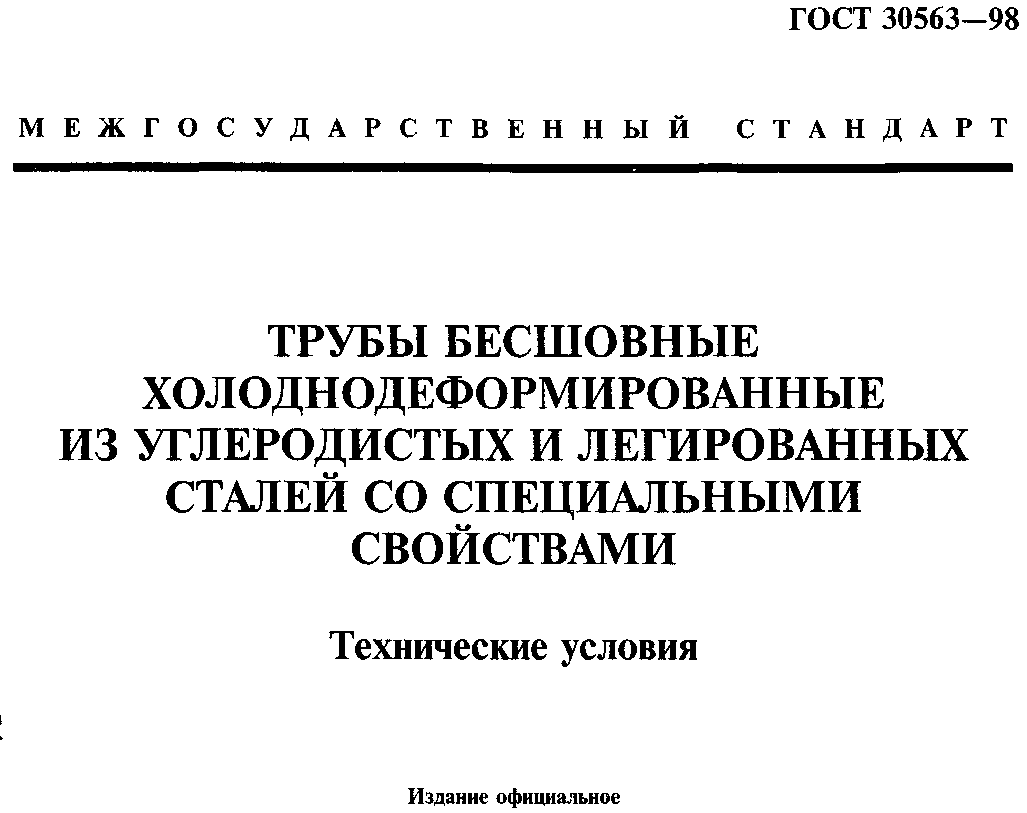 ГОСТ 30563—98
МЕЖГОСУДАРСТВЕННЫЙ СТАНДАРТ
ТРУБЫ БЕСШОВНЫЕ
ХОЛОДНОДЕФОРМИРОВАННЫЕ
ИЗ УГЛЕРОДИСТЫХ И ЛЕГИРОВАННЫХ
СТАЛЕЙ СО СПЕЦИАЛЬНЫМИ
СВОЙСТВАМИ
Технические условия
Издание официальное